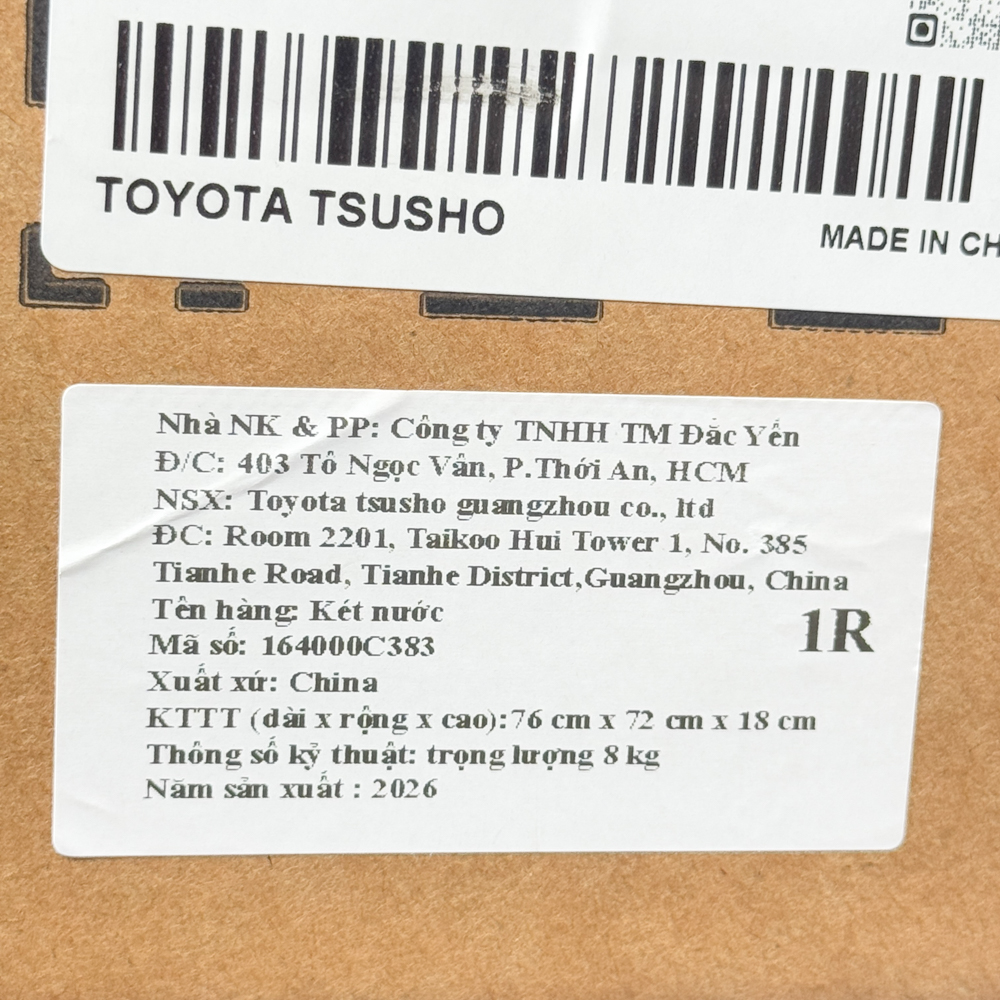 TOYOTA TSUSHO
MADE IN CH
Nhà NK & PP: Công ty TNHH TM Đắc Yến
Đ/C: 403 Tô Ngọc Vân, P.Thới An, HCM
NSX: Toyota tsusho guangzhou co., ltd
ĐC: Room 2201, Taikoo Hui Tower 1, No. 385
Tianhe Road, Tianhe District,Guangzhou, China
Tên hàng: Két nước
1R
Mã số: 164000C383
Xuất xứ: China
KTTT (dài x rộng x cao):76 cm x 72 cm x 18 cm
Thông số kỷ thuật: trọng lượng 8 kg
Năm sản xuất : 2026